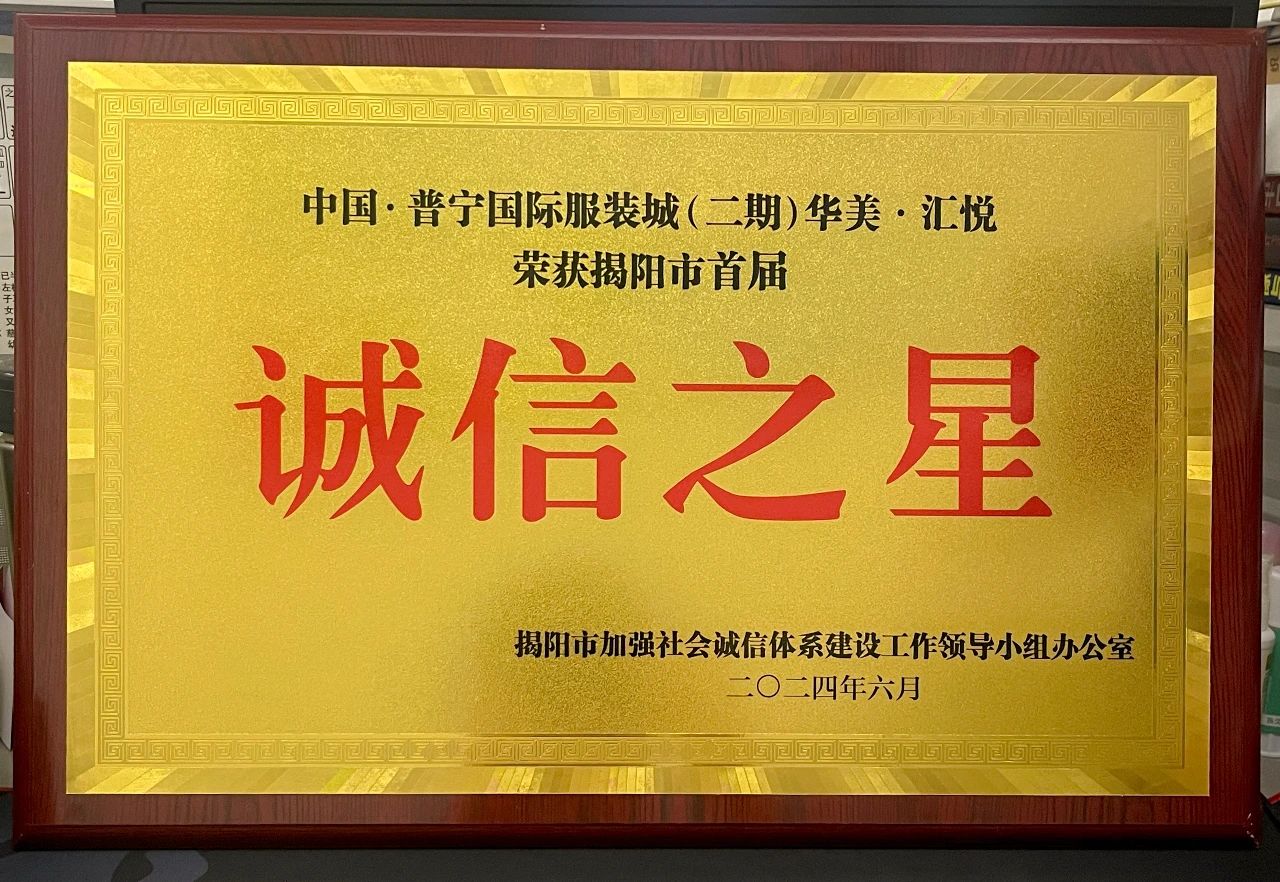 中国·普宁国际服装城(二期)华美·汇悦
荣获揭阳市首届
诚信之星
揭阳市加强社会诚信体系建设工作领导小组办公室
二〇二四年六月